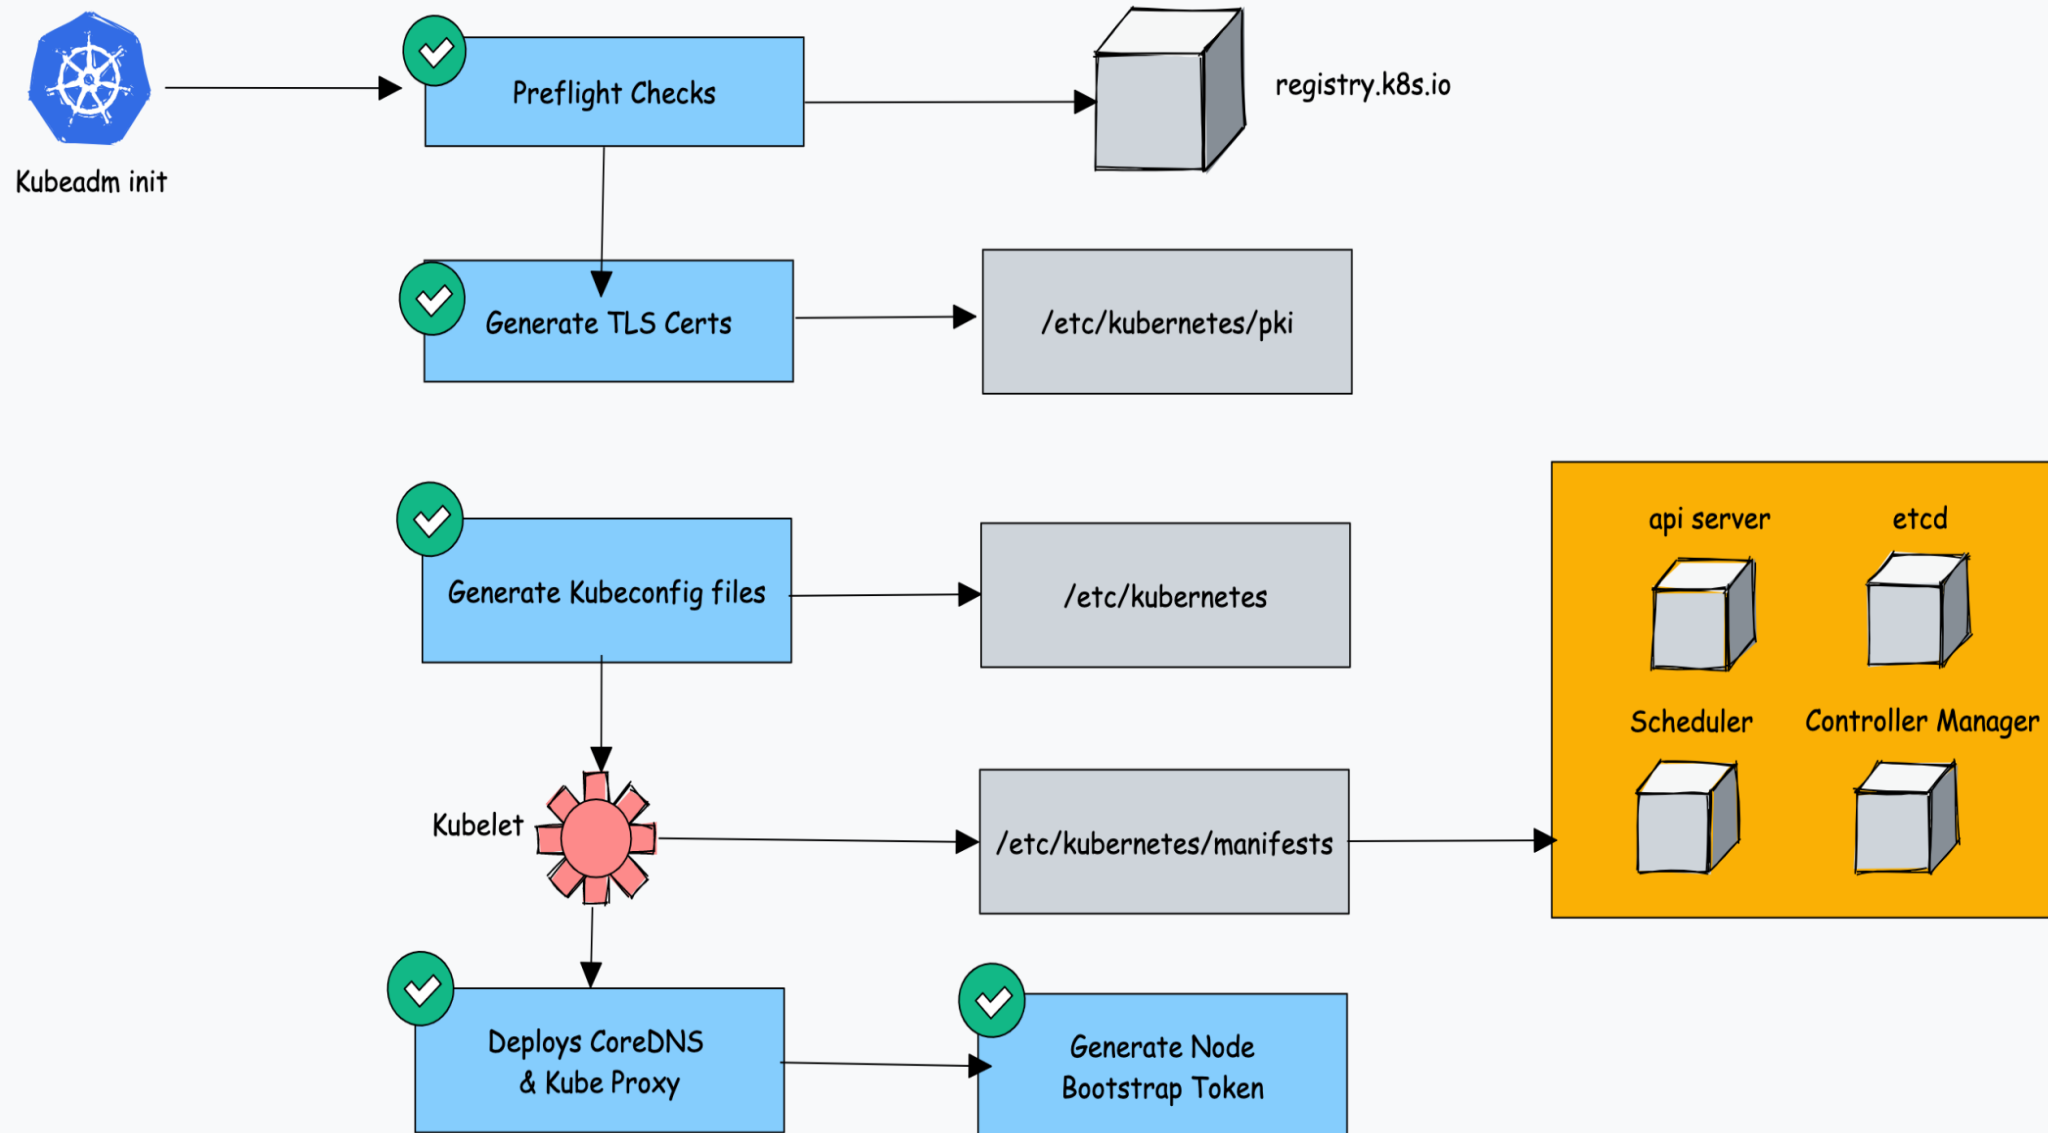 Kubeadm init
Preflight Checks
registry.k8s.io
Generate TLS Certs
/etc/kubernetes/pki
Generate Kubeconfig files
/etc/kubernetes
api server
etcd
Scheduler
Controller Manager
Kubelet
/etc/kubernetes/manifests
Deploys CoreDNS
& Kube Proxy
Generate Node
Bootstrap Token